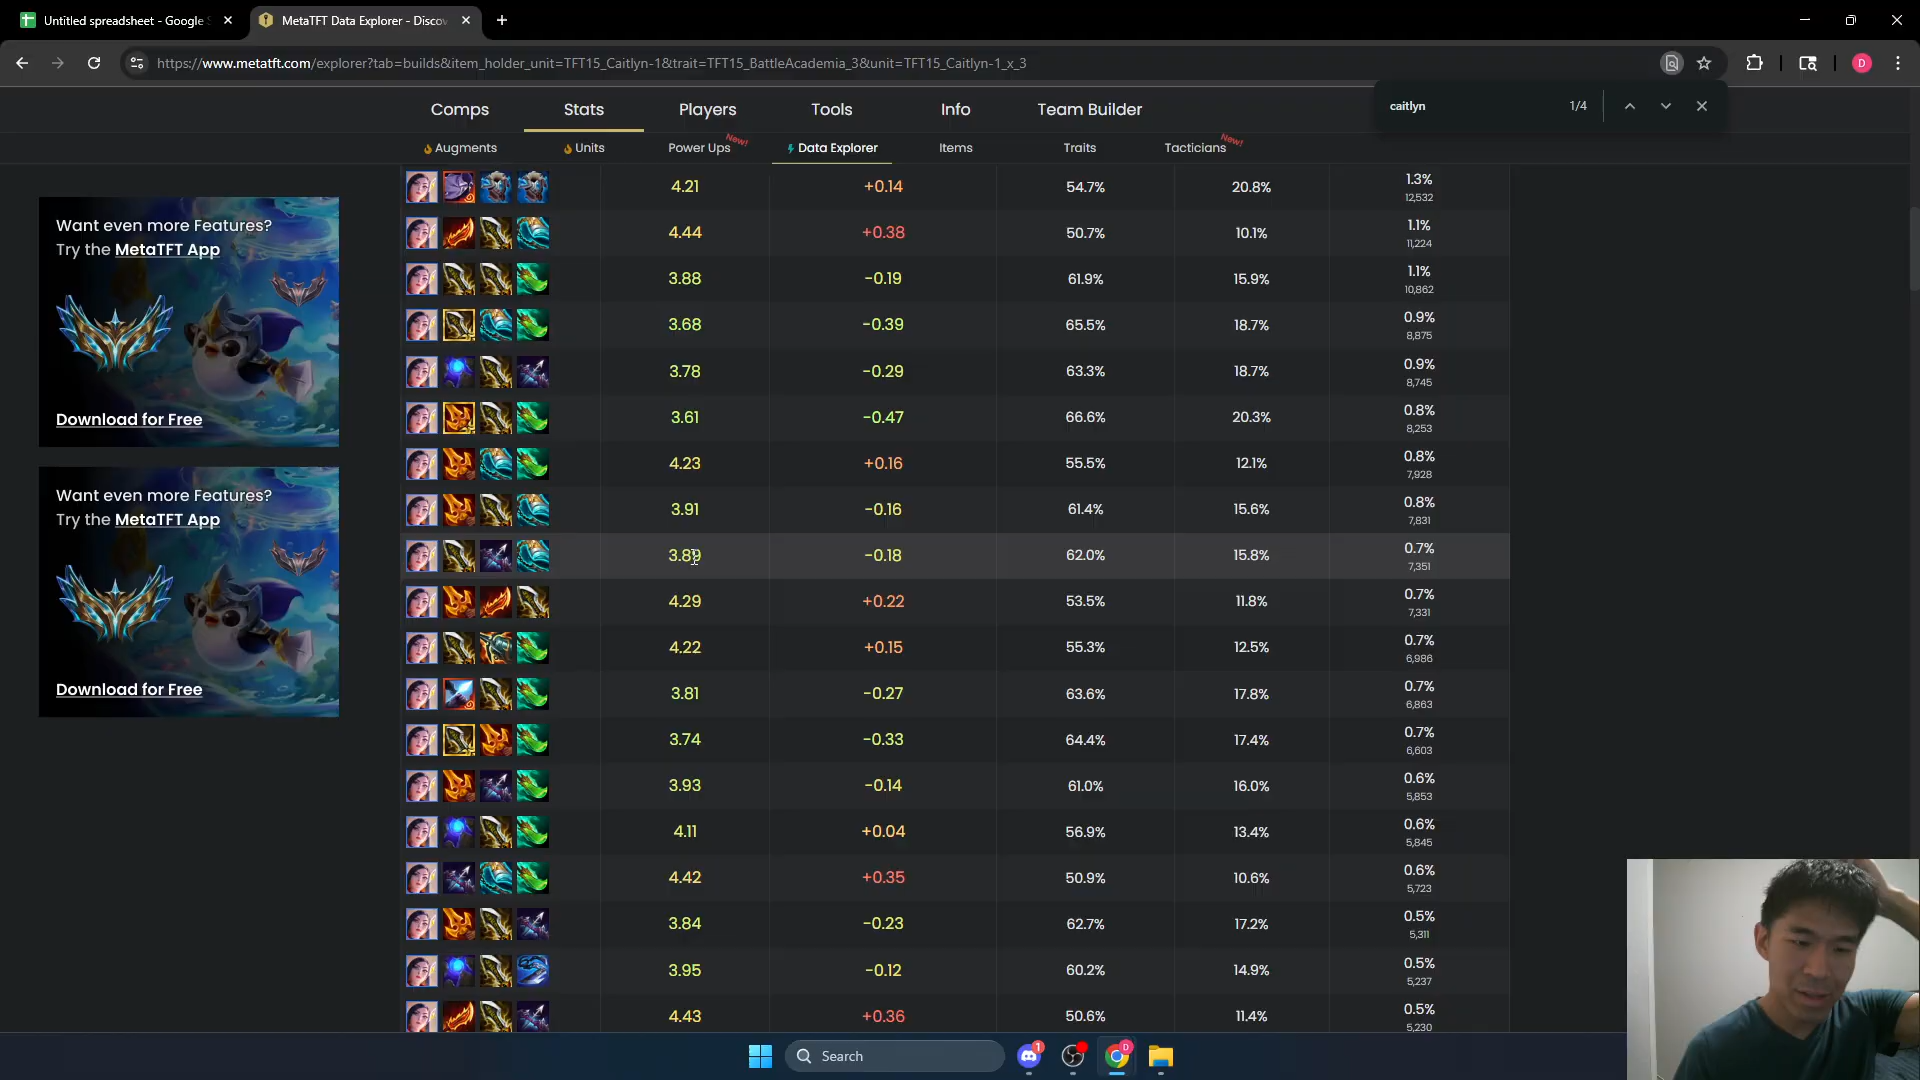 Untitled spreadsheet - Google S
MetaTFT Data Explorer - Discov
https://www.metatft.com/explorer?tab=builds&item_holder_unit=TFT15_Caitlyn-1&trait=TFT15_BattleAcademia_3&unit=TFT15_Caitlyn-1_x_3
D
caitlyn 1/4
Comps Stats Players Tools Info Team Builder
Augments Units Power Ups New! Data Explorer Items Traits Tacticians New!
Want even more Features?
Try the MetaTFT App
Download for Free
Want even more Features?
Try the MetaTFT App
Download for Free
4.21 +0.14 54.7% 20.8% 1.3%
12,532
4.44 +0.38 50.7% 10.1% 1.1%
11,224
3.88 -0.19 61.9% 15.9% 1.1%
10,862
3.68 -0.39 65.5% 18.7% 0.9%
8,875
3.78 -0.29 63.3% 18.7% 0.9%
8,745
3.61 -0.47 66.6% 20.3% 0.8%
8,253
4.23 +0.16 55.5% 12.1% 0.8%
7,928
3.91 -0.16 61.4% 15.6% 0.8%
7,831
3.89 -0.18 62.0% 15.8% 0.7%
7,351
4.29 +0.22 53.5% 11.8% 0.7%
7,331
4.22 +0.15 55.3% 12.5% 0.7%
6,986
3.81 -0.27 63.6% 17.8% 0.7%
6,863
3.74 -0.33 64.4% 17.4% 0.7%
6,603
3.93 -0.14 61.0% 16.0% 0.6%
5,853
4.11 +0.04 56.9% 13.4% 0.6%
5,845
4.42 +0.35 50.9% 10.6% 0.6%
5,723
3.84 -0.23 62.7% 17.2% 0.5%
5,311
3.95 -0.12 60.2% 14.9% 0.5%
5,237
4.43 +0.36 50.6% 11.4% 0.5%
5,230
Search
1
D